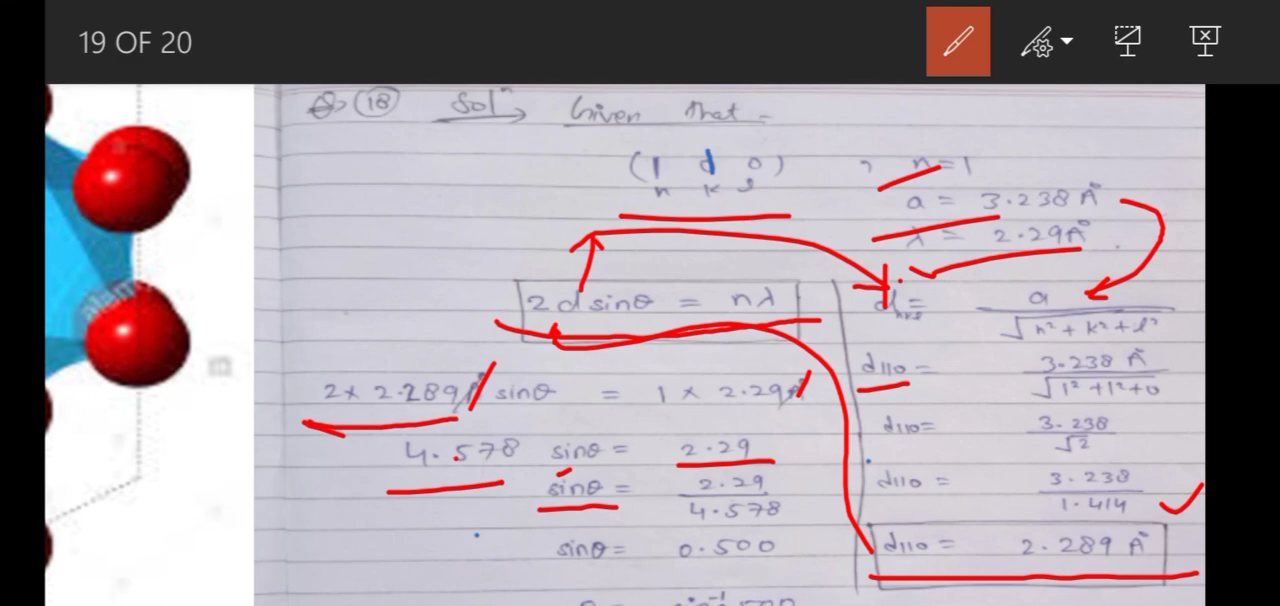 19 OF 20
Q (18) Solⁿ → Given that -
(1 1 0) , n = 1
h k l
a = 3.238 Å
λ = 2.29 Å
2 d sinθ = nλ
2 × 2.289 Å sinθ = 1 × 2.29 Å
4.578 sinθ = 2.29
sinθ = 2.29 / 4.578
sinθ = 0.500
d_hkl = a / √h² + k² + l²
d110 = 3.238 Å / √1² + 1² + 0
d110 = 3.238 / √2
d110 = 3.238 / 1.414
d110 = 2.289 Å